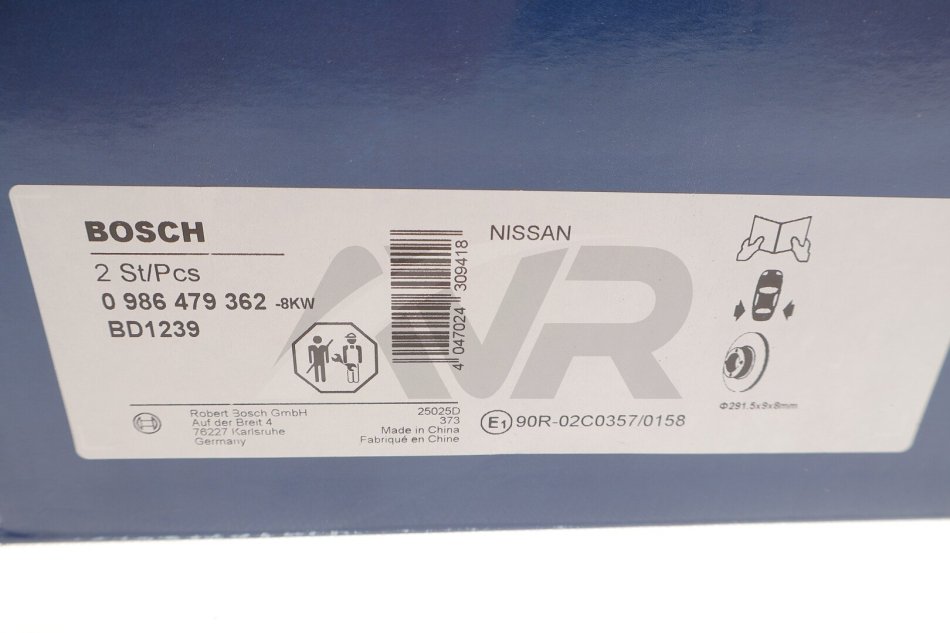 BOSCH
2 St/Pcs
0 986 479 362 -8KW
BD1239
4 047024 309418
NISSAN
AVR
Φ291.5x9x8mm
Robert Bosch GmbH
Auf der Breit 4
76227 Karlsruhe
Germany
25025D
373
Made in China
Fabriqué en Chine
E1 90R-02C0357/0158